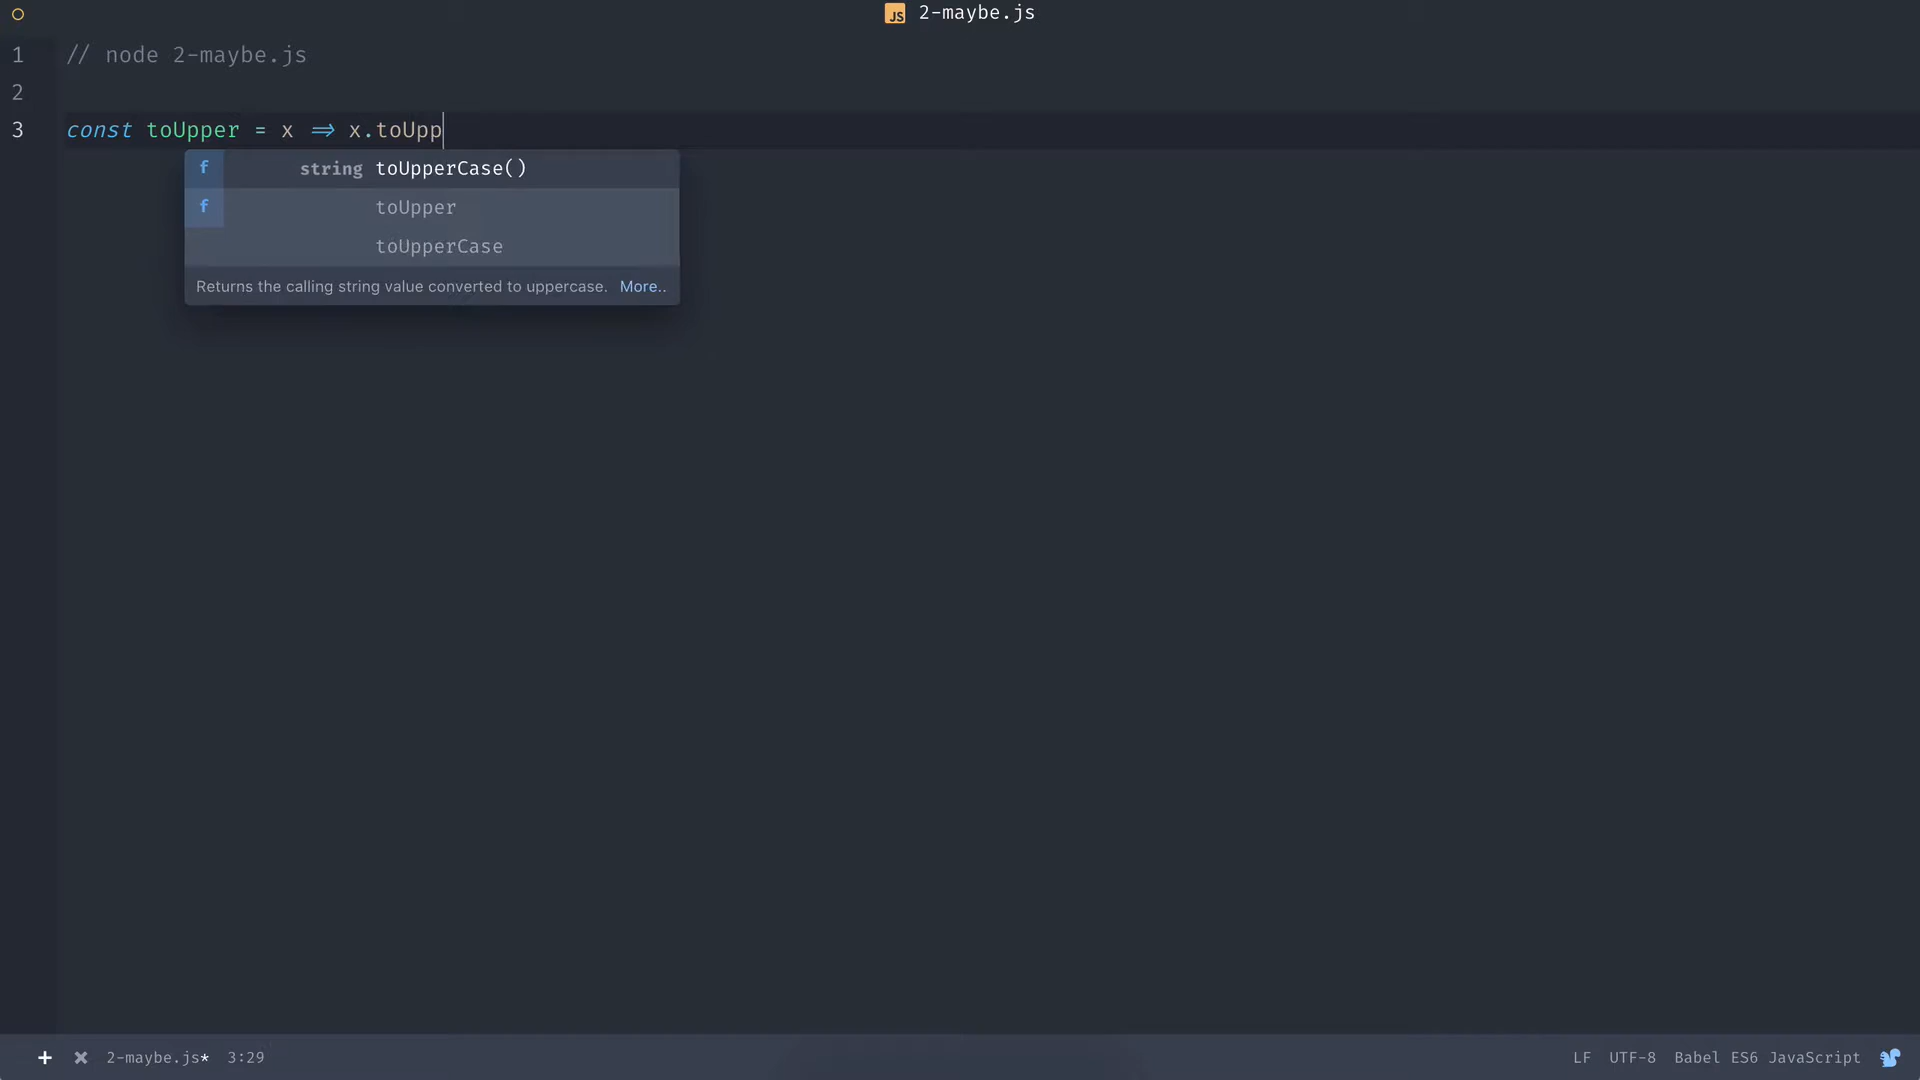 JS 2-maybe.js
1 // node 2-maybe.js
2
3 const toUpper = x => x.toUpp
f string toUpperCase()
f toUpper
toUpperCase
Returns the calling string value converted to uppercase. More..
2-maybe.js* 3:29 LF UTF-8 Babel ES6 JavaScript